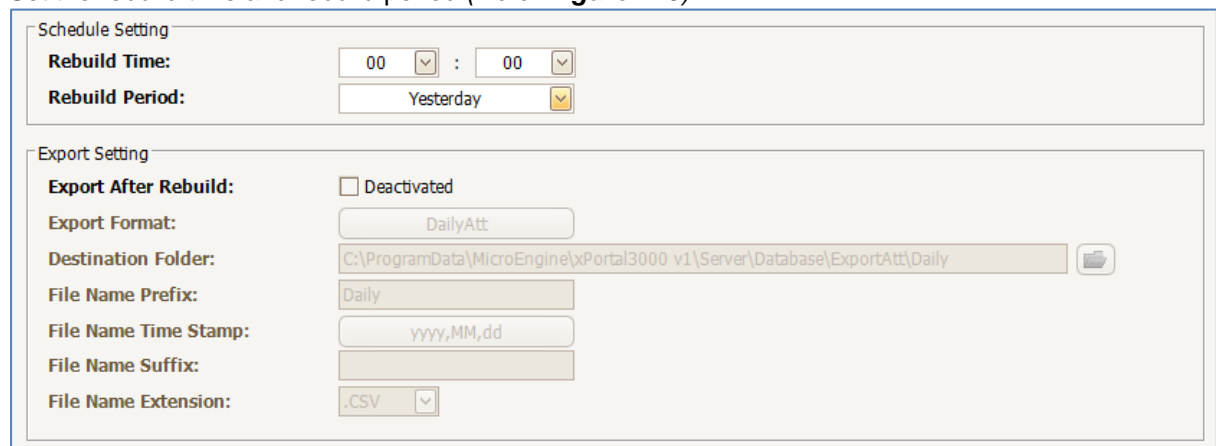 Schedule Setting
Rebuild Time: 00 : 00
Rebuild Period: Yesterday
Export Setting
Export After Rebuild: Deactivated
Export Format: DailyAtt
Destination Folder: C:\ProgramData\MicroEngine\xPortal3000 v1\Server\Database\ExportAtt\Daily
File Name Prefix: Daily
File Name Time Stamp: yyyy,MM,dd
File Name Suffix:
File Name Extension: .CSV